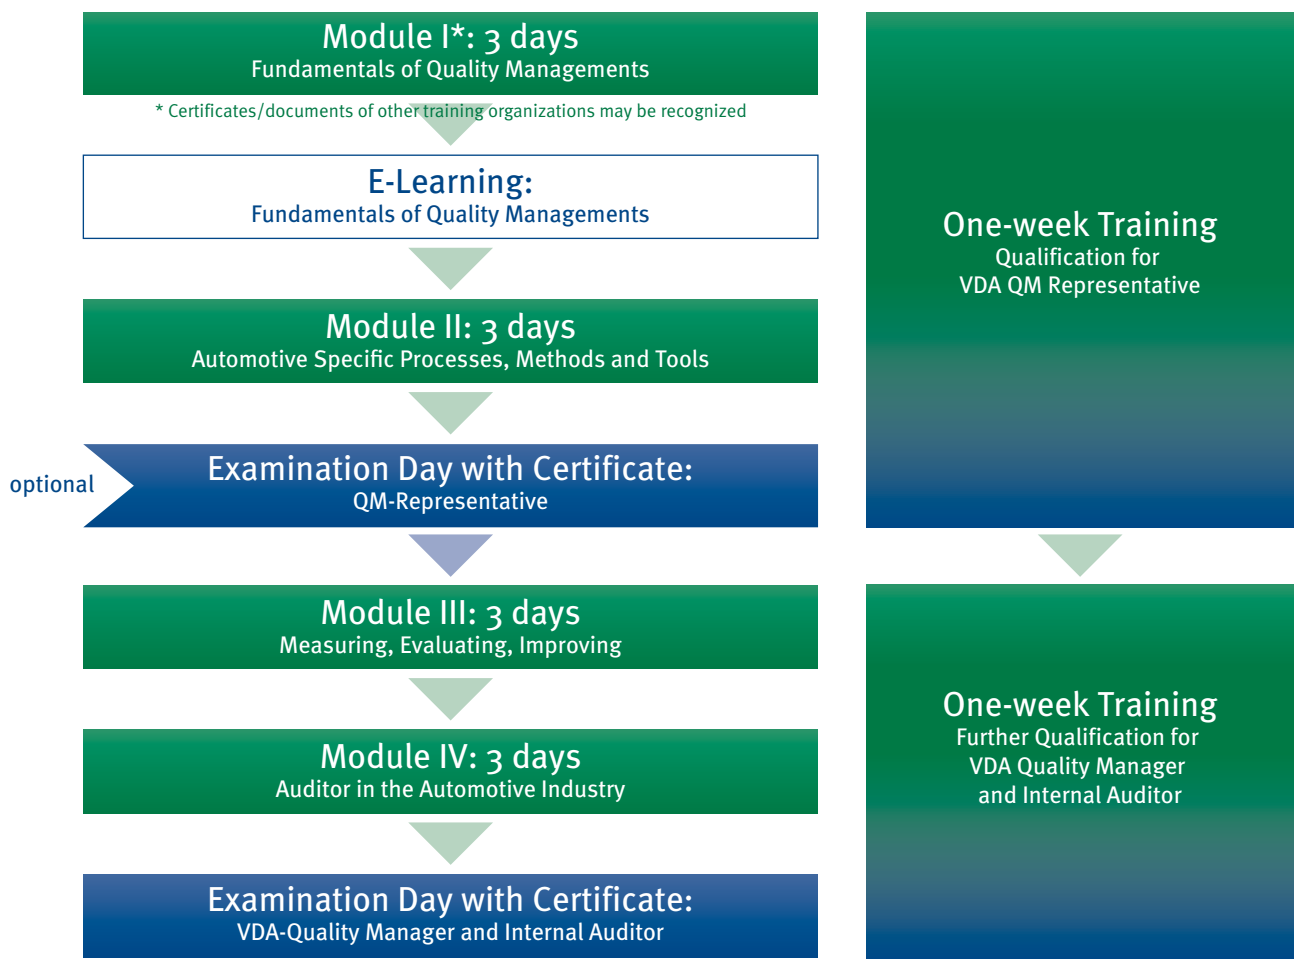 Module I*: 3 days
Fundamentals of Quality Managements
* Certificates/documents of other training organizations may be recognized
E-Learning:
Fundamentals of Quality Managements
Module II: 3 days
Automotive Specific Processes, Methods and Tools
optional
Examination Day with Certificate:
QM-Representative
Module III: 3 days
Measuring, Evaluating, Improving
Module IV: 3 days
Auditor in the Automotive Industry
Examination Day with Certificate:
VDA-Quality Manager and Internal Auditor
One-week Training
Qualification for
VDA QM Representative
One-week Training
Further Qualification for
VDA Quality Manager
and Internal Auditor